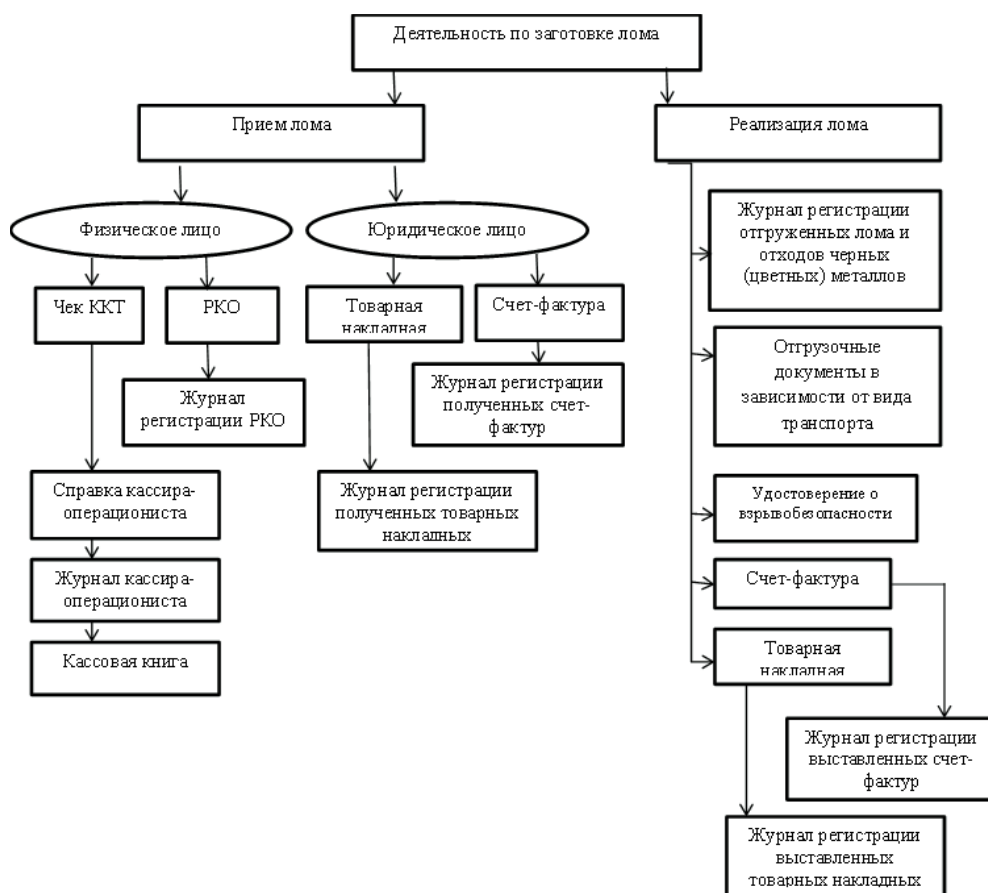 Деятельность по заготовке лома
Прием лома
Реализация лома
Физическое лицо
Юридическое лицо
Чек ККТ
РКО
Журнал
регистрации РКО
Справка кассира-
операциониста
Журнал кассира-
операциониста
Кассовая книга
Товарная
накладная
Счет-фактура
Журнал регистрации
полученных счет-
фактур
Журнал регистрации
полученных товарных
накладных
Журнал регистрации
отгруженных лома и
отходов черных
(цветных) металлов
Отгрузочные
документы в
зависимости от вида
транспорта
Удостоверение о
взрывобезопасности
Счет-фактура
Товарная
накладная
Журнал регистрации
выставленных счет-
фактур
Журнал регистрации
выставленных
товарных накладных